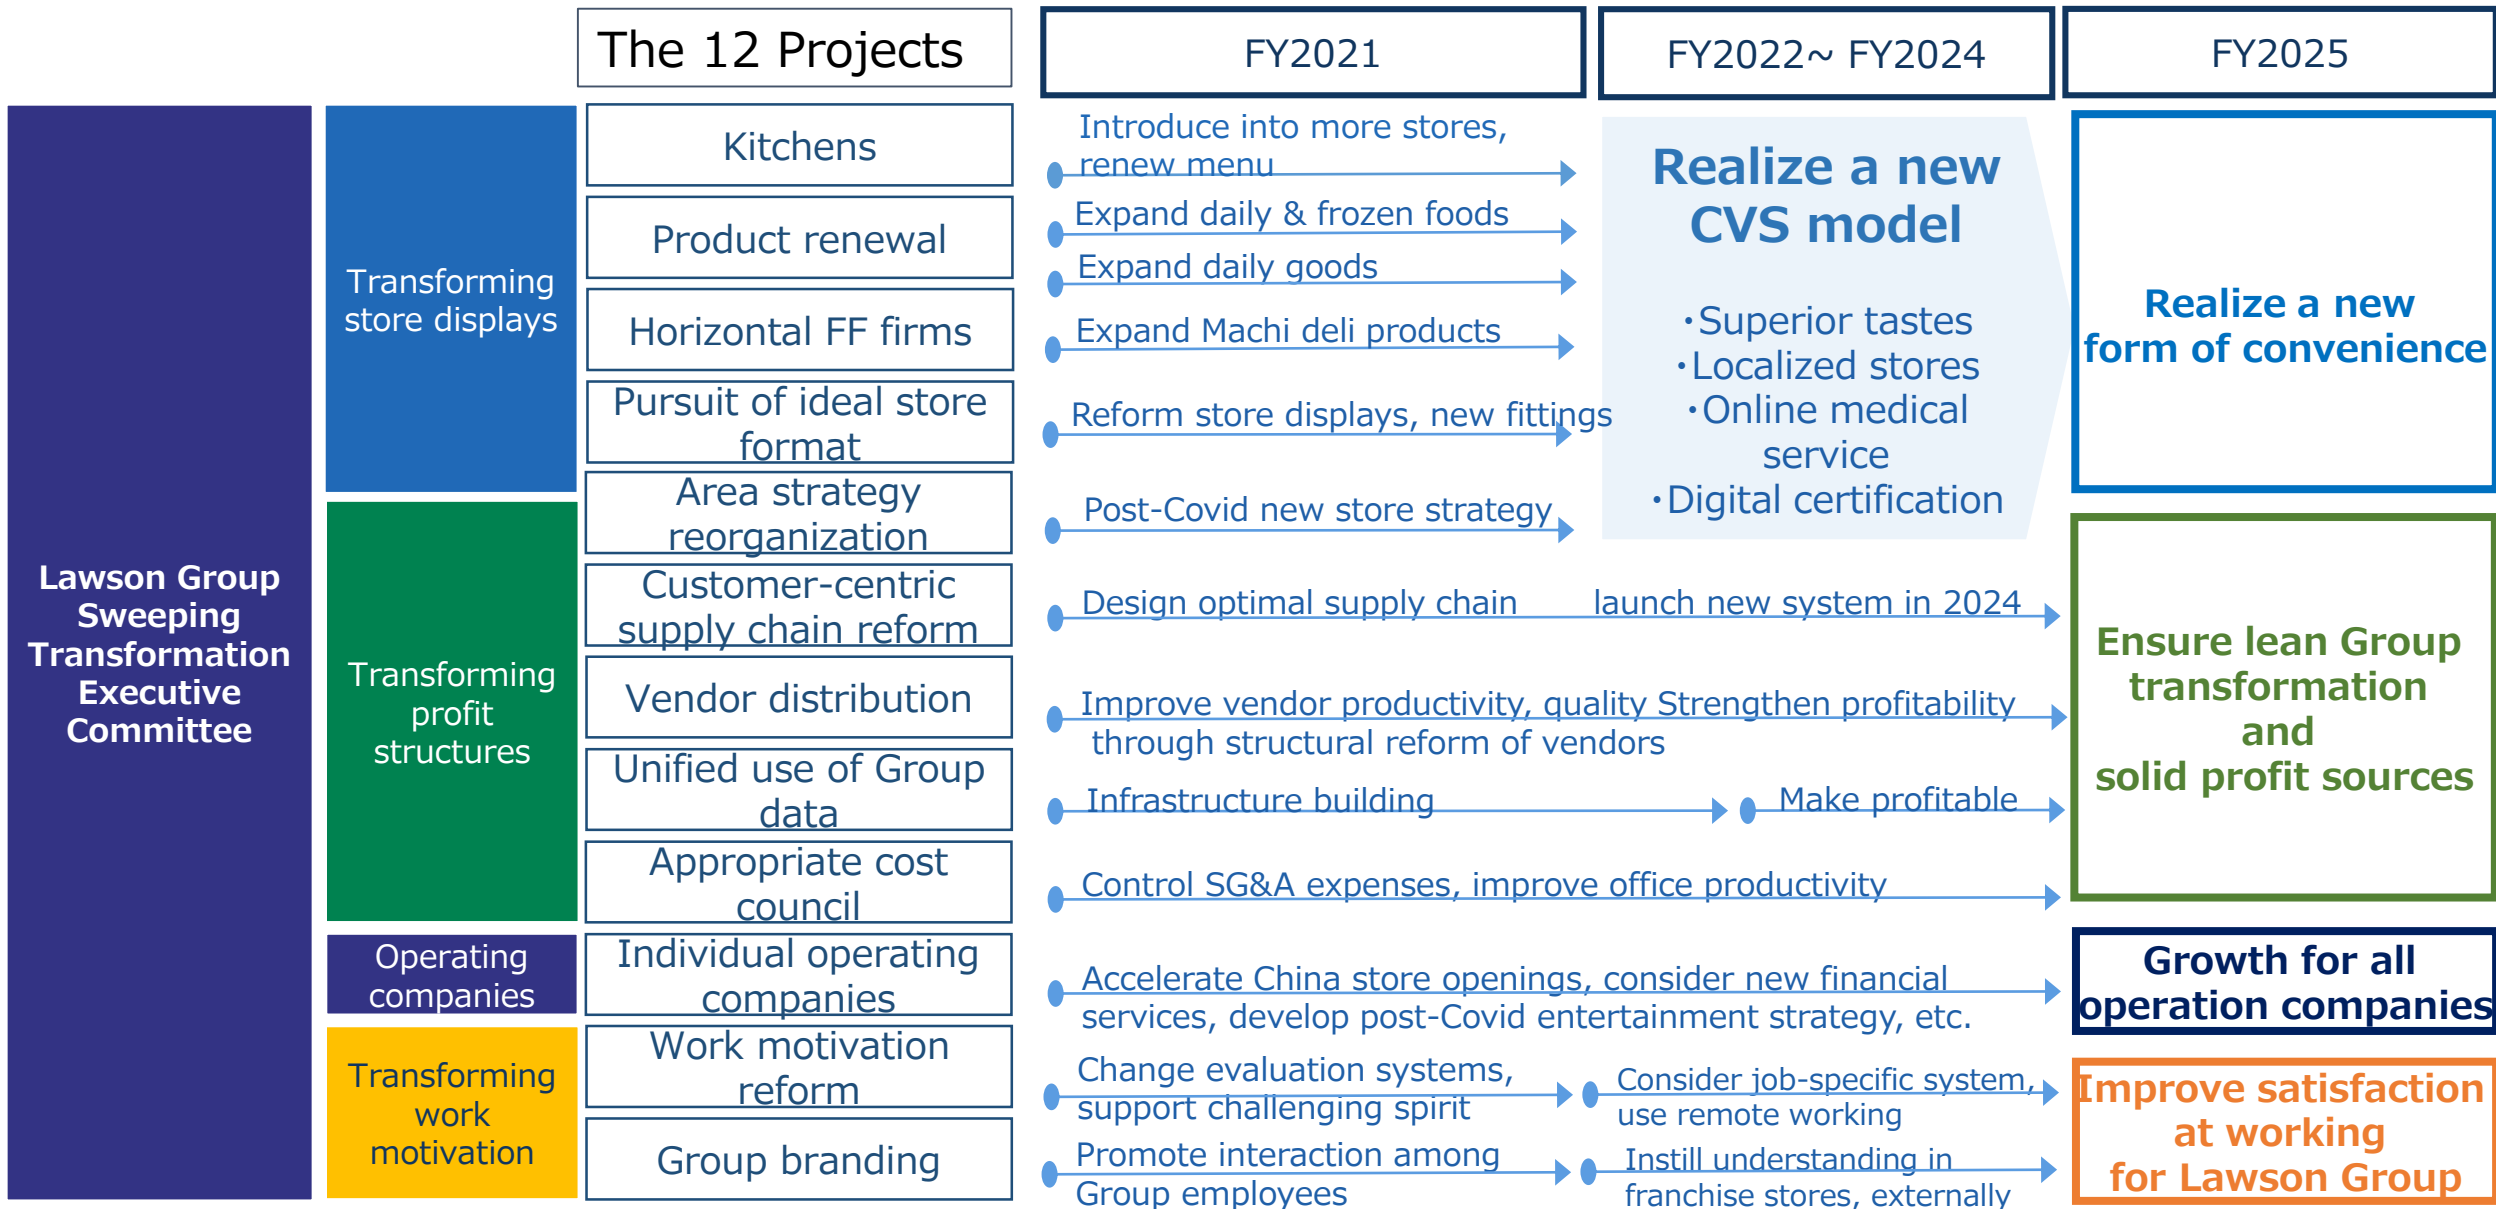 The 12 Projects
FY2021
FY2022~ FY2024
FY2025
Lawson Group
Sweeping
Transformation
Executive
Committee
Transforming
store displays
Kitchens
Product renewal
Horizontal FF firms
Pursuit of ideal store
format
Introduce into more stores,
renew menu
Expand daily & frozen foods
Expand daily goods
Expand Machi deli products
Reform store displays, new fittings
Realize a new
CVS model
・Superior tastes
・Localized stores
・Online medical
service
・Digital certification
Realize a new
form of convenience
Transforming
profit
structures
Area strategy
reorganization
Post-Covid new store strategy
Customer-centric
supply chain reform
Design optimal supply chain launch new system in 2024
Vendor distribution
Improve vendor productivity, quality Strengthen profitability
through structural reform of vendors
Unified use of Group
data
Infrastructure building
Make profitable
Appropriate cost
council
Control SG&A expenses, improve office productivity
Ensure lean Group
transformation
and
solid profit sources
Operating
companies
Individual operating
companies
Accelerate China store openings, consider new financial
services, develop post-Covid entertainment strategy, etc.
Growth for all
operation companies
Transforming
work
motivation
Work motivation
reform
Change evaluation systems,
support challenging spirit
Consider job-specific system,
use remote working
Group branding
Promote interaction among
Group employees
Instill understanding in
franchise stores, externally
Improve satisfaction
at working
for Lawson Group